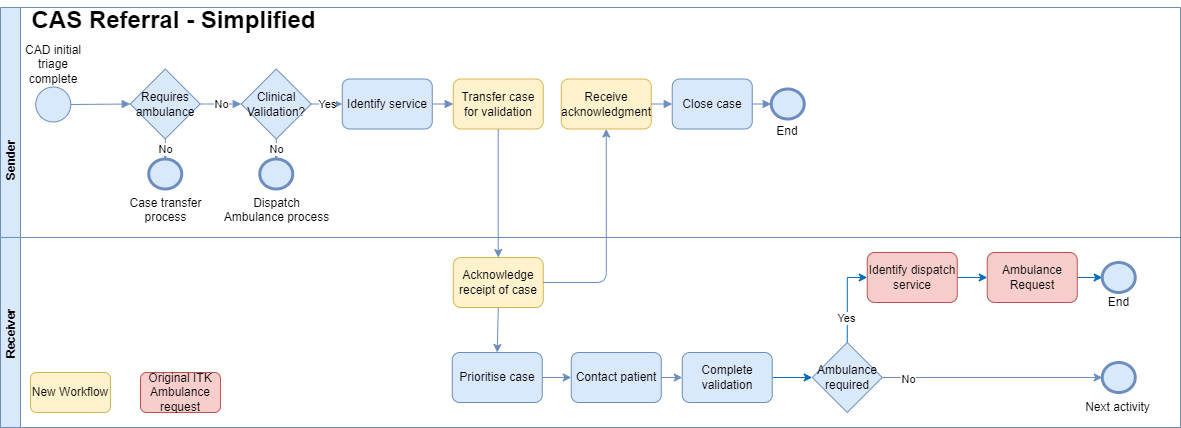 CAS Referral - Simplified
CAD initial
triage
complete
Requires
ambulance
No
Clinical
Validation?
Yes
Identify service
Transfer case
for validation
Receive
acknowledgment
Close case
End
No
No
Case transfer
process
Dispatch
Ambulance process
Sender
Acknowledge
receipt of case
Identify dispatch
service
Ambulance
Request
End
Yes
Receiver
Prioritise case
Contact patient
Complete
validation
Ambulance
required
No
Next activity
New Workflow
Original ITK
Ambulance
request